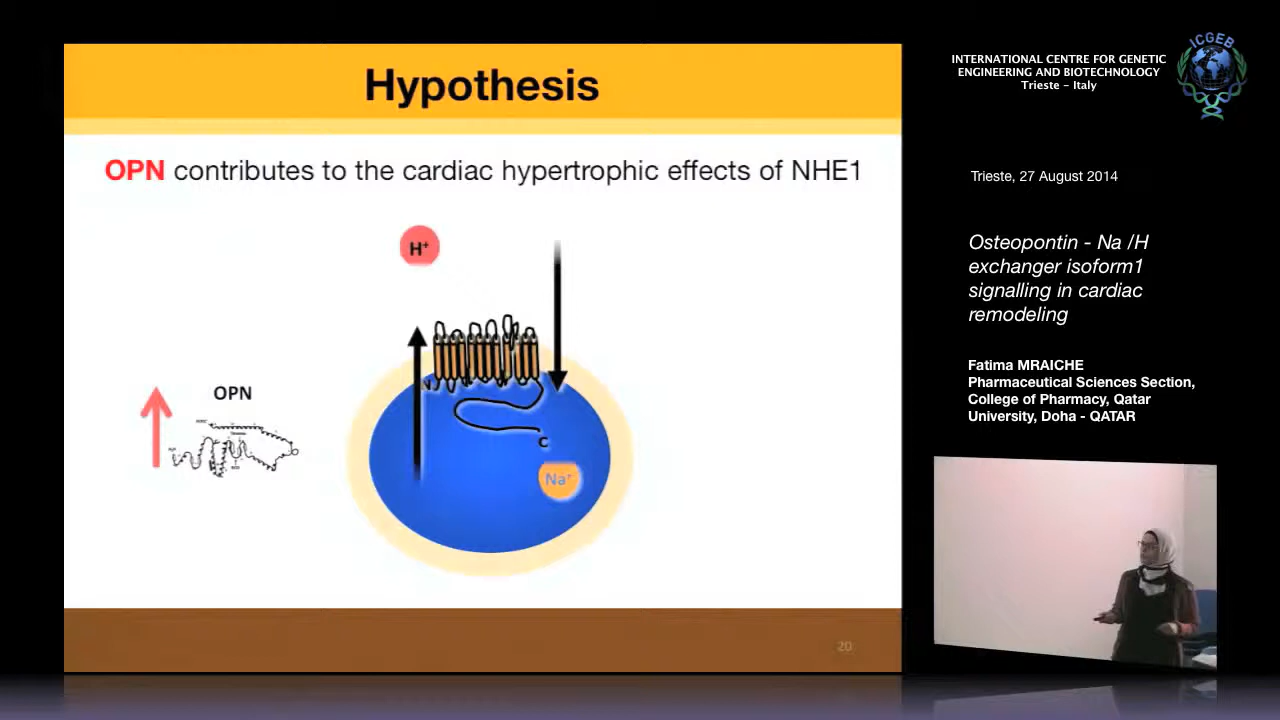 Hypothesis
OPN contributes to the cardiac hypertrophic effects of NHE1
H+
OPN
N
C
Na+
20
ICGEB
INTERNATIONAL CENTRE FOR GENETIC
ENGINEERING AND BIOTECHNOLOGY
Trieste - Italy
Trieste, 27 August 2014
Osteopontin - Na /H
exchanger isoform1
signalling in cardiac
remodeling
Fatima MRAICHE
Pharmaceutical Sciences Section,
College of Pharmacy, Qatar
University, Doha - QATAR